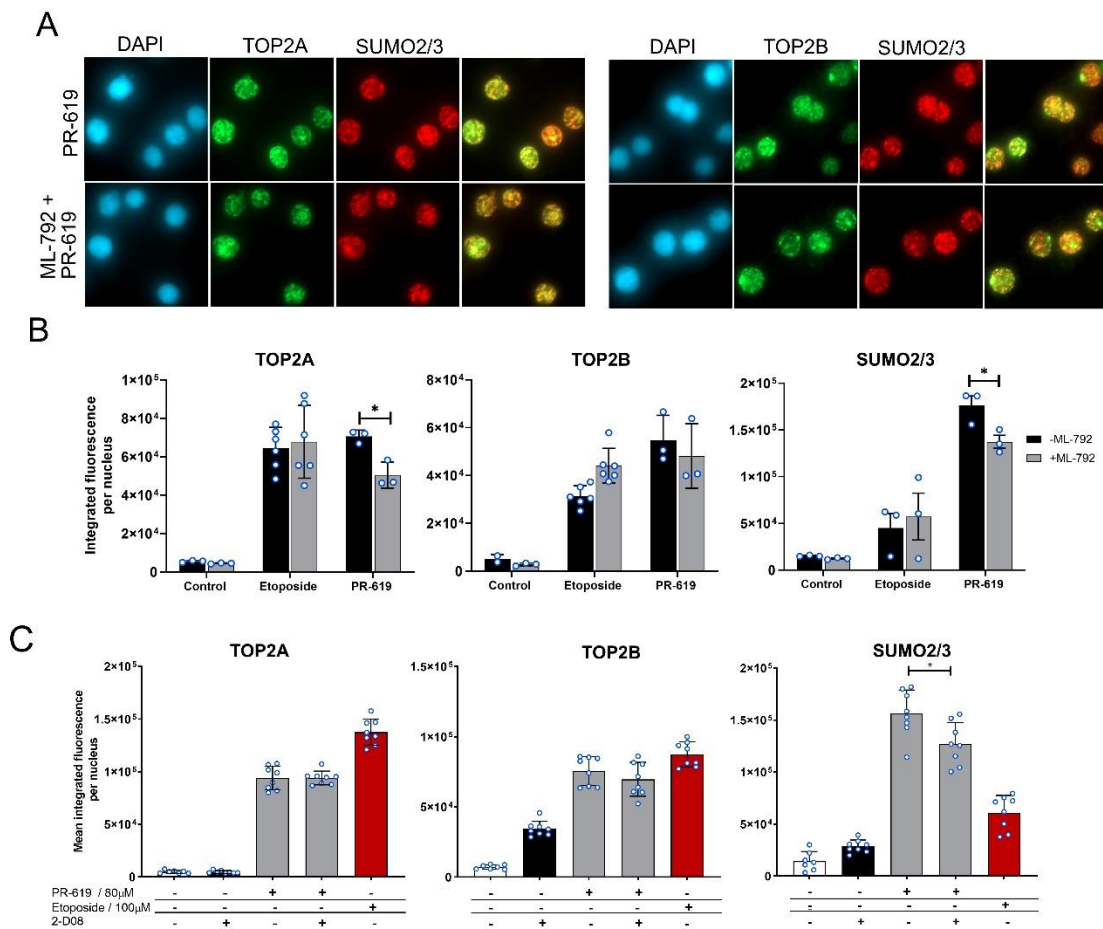 A
DAPI TOP2A SUMO2/3 DAPI TOP2B SUMO2/3
PR-619
ML-792 +
PR-619
B
TOP2A TOP2B SUMO2/3
Integrated fluorescence
per nucleus
1×10⁵
8×10⁴
6×10⁴
4×10⁴
2×10⁴
0
*
Control Etoposide PR-619
8×10⁴
6×10⁴
4×10⁴
2×10⁴
0
Control Etoposide PR-619
2×10⁵
1×10⁵
1×10⁵
5×10⁴
0
*
Control Etoposide PR-619
-ML-792
+ML-792
C
TOP2A TOP2B SUMO2/3
Mean integrated fluorescence
per nucleus
2×10⁵
1.5×10⁵
1×10⁵
5×10⁴
0
1.5×10⁵
1.0×10⁵
5.0×10⁴
0
2×10⁵
1.5×10⁵
1×10⁵
5×10⁴
0
*
PR-619 / 80µM - - + + - - - + + - - - + + -
Etoposide / 100µM - - - - + - - - - + - - - - +
2-D08 - + - + - - + - + - - + - + -